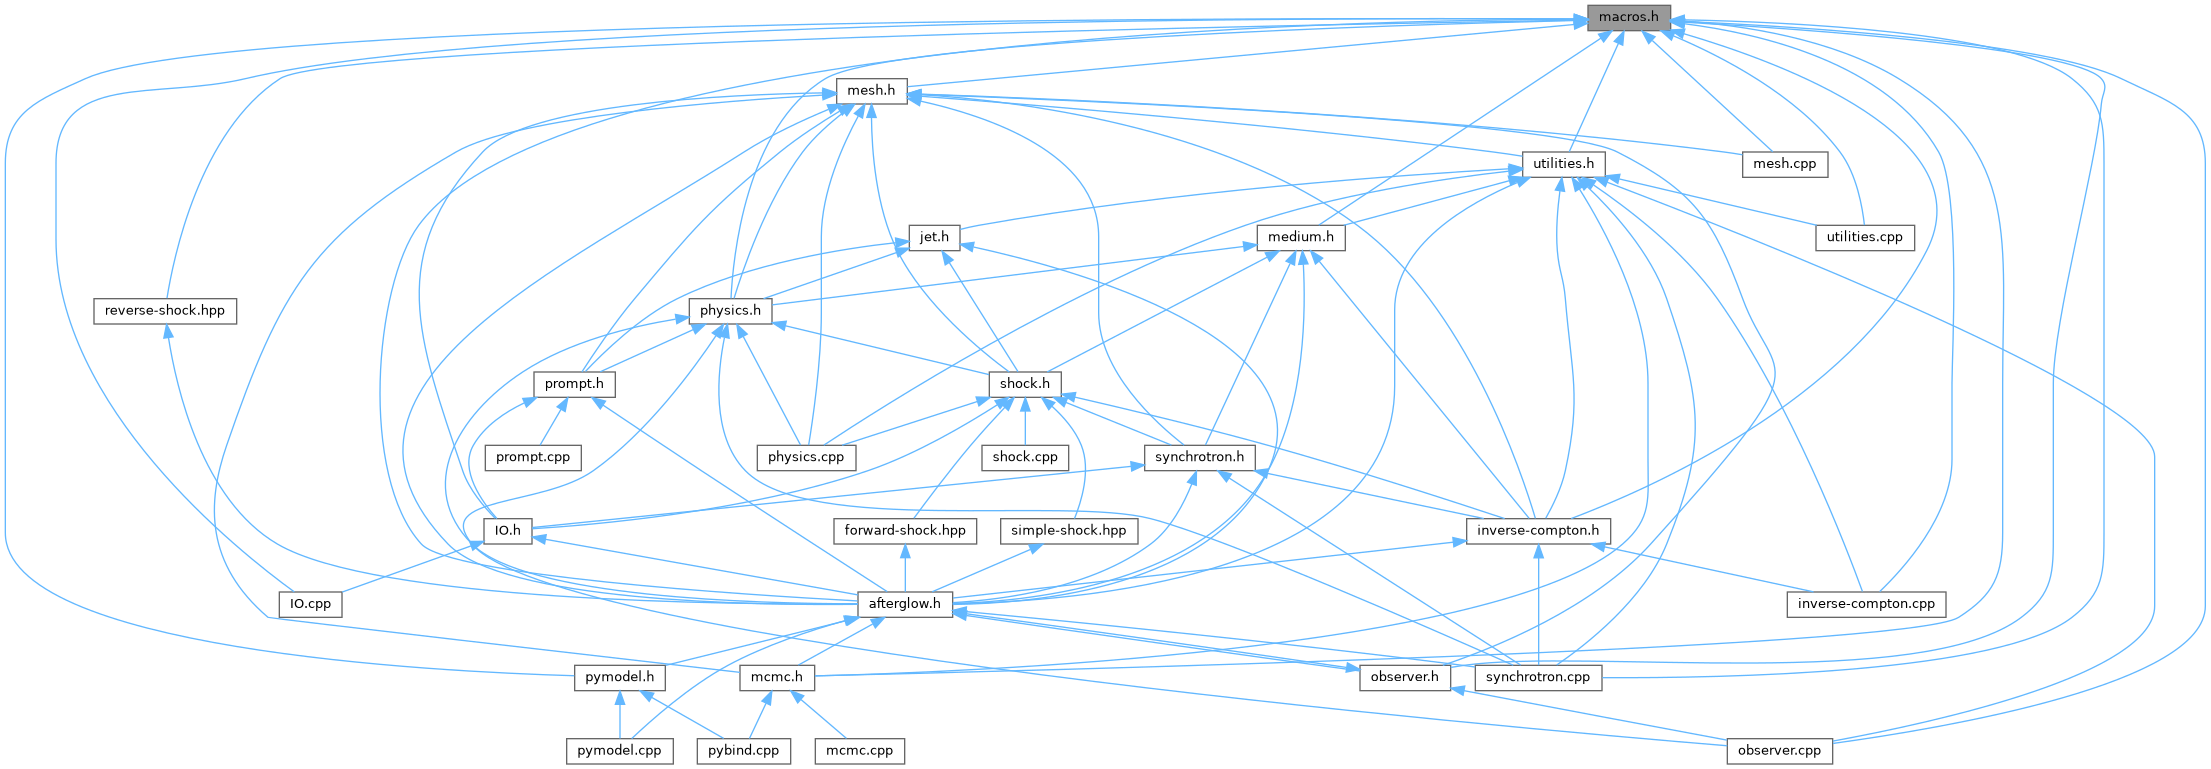 macros.h
mesh.h
utilities.h
mesh.cpp
jet.h
medium.h
utilities.cpp
reverse-shock.hpp
physics.h
prompt.h
shock.h
prompt.cpp
physics.cpp
shock.cpp
synchrotron.h
IO.h
forward-shock.hpp
simple-shock.hpp
inverse-compton.h
IO.cpp
afterglow.h
inverse-compton.cpp
pymodel.h
mcmc.h
observer.h
synchrotron.cpp
pymodel.cpp
pybind.cpp
mcmc.cpp
observer.cpp